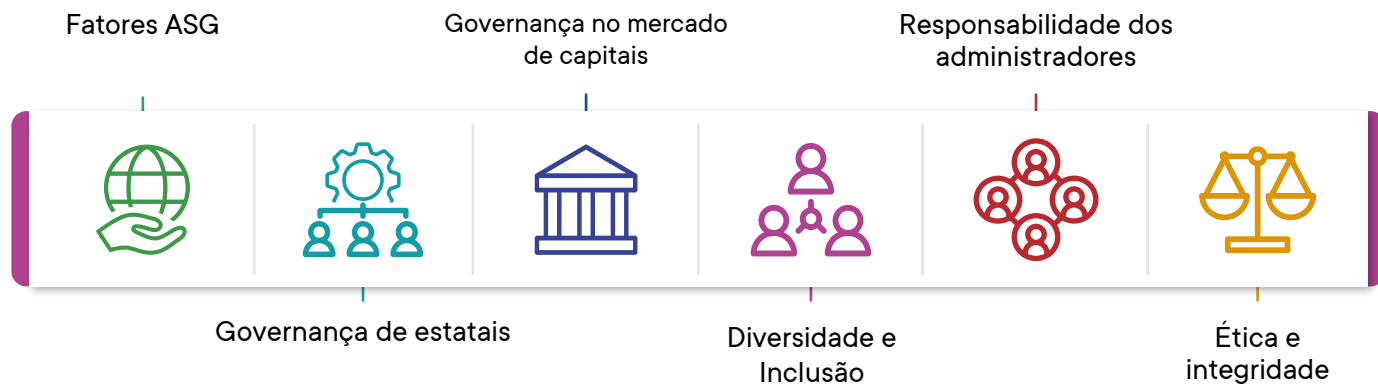 Fatores ASG
Governança no mercado
de capitais
Responsabilidade dos
administradores
Governança de estatais
Diversidade e
Inclusão
Ética e
integridade